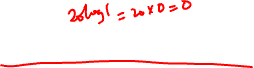 20log1 = 20×0 = 0